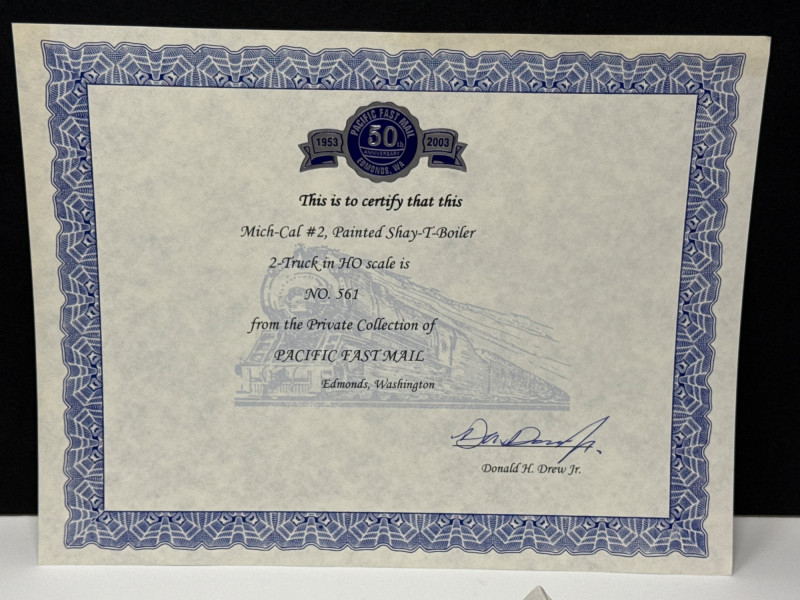 PACIFIC FAST MAIL
1953 50th 2003
ANNIVERSARY
EDMONDS, WA
This is to certify that this
Mich-Cal #2, Painted Shay-T-Boiler
2-Truck in HO scale is
NO. 561
from the Private Collection of
PACIFIC FAST MAIL
Edmonds, Washington
Donald H. Drew Jr.